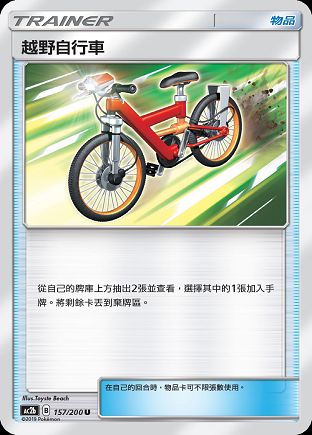 TRAINER 物品
越野自行車
從自己的牌庫上方抽出2張並查看，選擇其中的1張加入手
牌。將剩餘卡丟到棄牌區。
Illus.Toyste Beach
AC2b B 157/200 U
©2019 Pokémon
在自己的回合時，物品卡可不限張數使用。